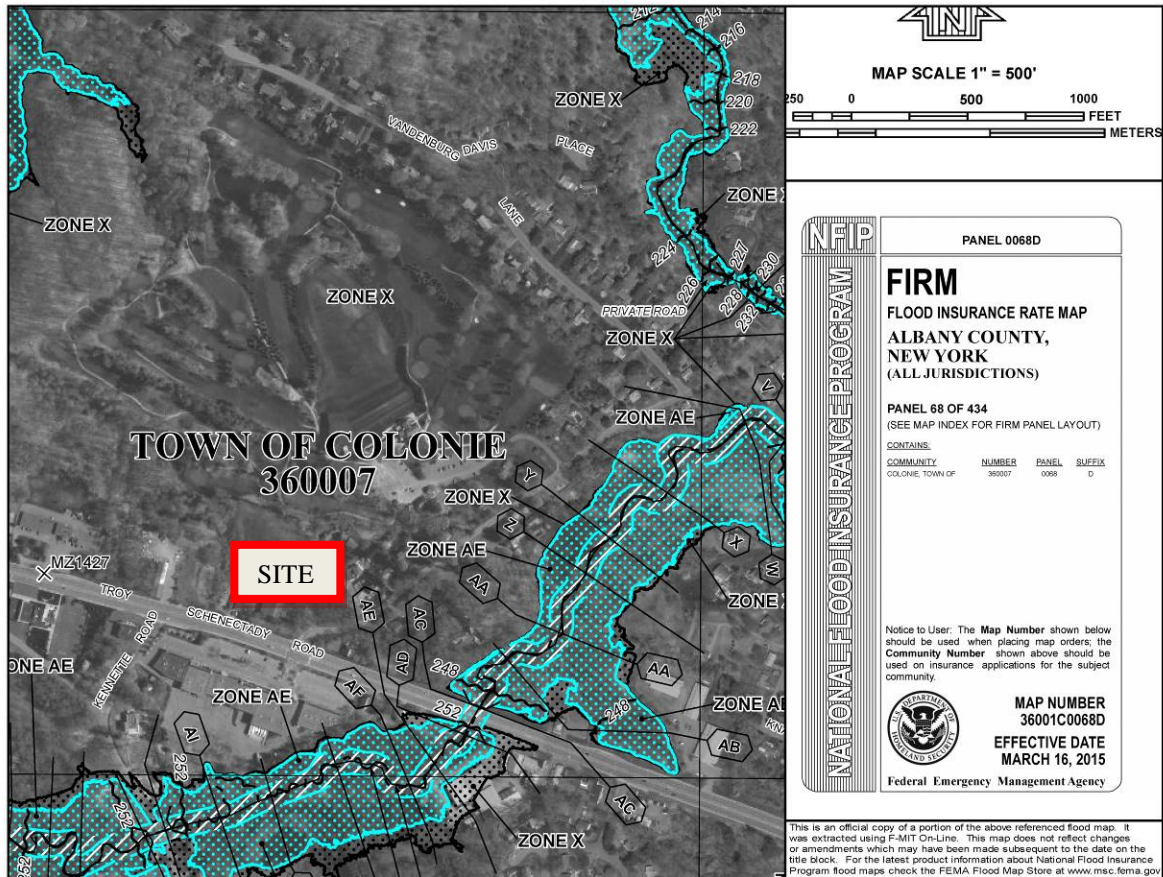 212
214
216
218
220
222
ZONE X
VANDENBURG
DAVIS
PLACE
LANE
ZONE X
ZONE X
ZONE X
224
226
227
228
230
232
PRIVATE ROAD
ZONE X
ZONE AE
V
TOWN OF COLONIE
360007
ZONE X
Y
Z
X
W
ZONE AE
ZONE
MZ1427
SITE
TROY
SCHENECTADY
ROAD
KENNETTE ROAD
AA
AE
AC
AD
AF
248
252
ZONE AE
ZONE AE
AA
248
AB
AC
AI
252
252
252
ZONE X
N
MAP SCALE 1" = 500'
250 0 500 1000
FEET
METERS
NFIP
NATIONAL FLOOD INSURANCE PROGRAM
PANEL 0068D
FIRM
FLOOD INSURANCE RATE MAP
ALBANY COUNTY,
NEW YORK
(ALL JURISDICTIONS)
PANEL 68 OF 434
(SEE MAP INDEX FOR FIRM PANEL LAYOUT)
CONTAINS:
COMMUNITY NUMBER PANEL SUFFIX
COLONIE, TOWN OF 360007 0068 D
Notice to User: The Map Number shown below
should be used when placing map orders; the
Community Number shown above should be
used on insurance applications for the subject
community.
U.S. DEPARTMENT OF
HOMELAND SECURITY
MAP NUMBER
36001C0068D
EFFECTIVE DATE
MARCH 16, 2015
Federal Emergency Management Agency
This is an official copy of a portion of the above referenced flood map. It
was extracted using F-MIT On-Line. This map does not reflect changes
or amendments which may have been made subsequent to the date on the
title block. For the latest product information about National Flood Insurance
Program flood maps check the FEMA Flood Map Store at www.msc.fema.gov